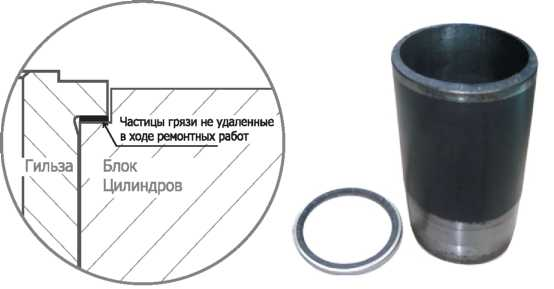 Частицы грязи не удаленные
в ходе ремонтных работ
Гильза
Блок
Цилиндров